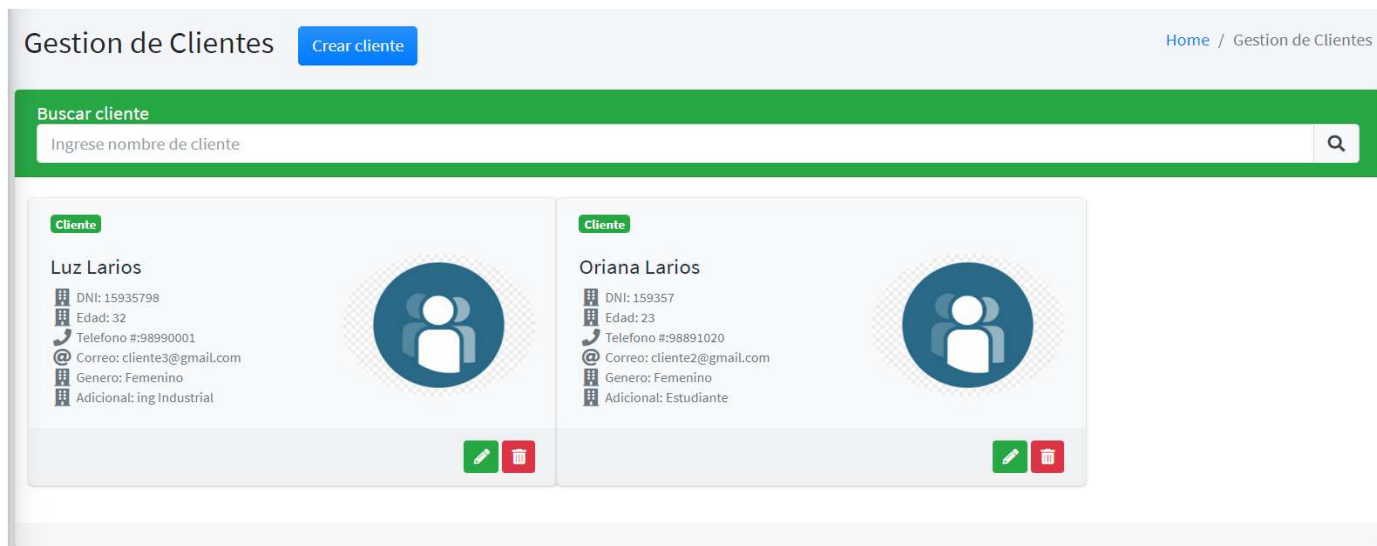 Gestion de Clientes
Crear cliente
Home / Gestion de Clientes
Buscar cliente
Ingrese nombre de cliente
Cliente
Luz Larios
DNI: 15935798
Edad: 32
Telefono #:98990001
Correo: cliente3@gmail.com
Genero: Femenino
Adicional: ing Industrial
Cliente
Oriana Larios
DNI: 159357
Edad: 23
Telefono #:98891020
Correo: cliente2@gmail.com
Genero: Femenino
Adicional: Estudiante